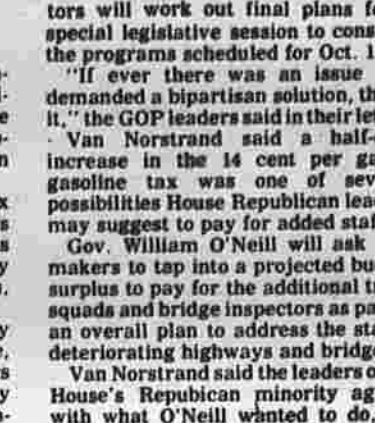 tors will work out final plans f
special legislative session to cons
the programs scheduled for Oct. 1
"If ever there was an issue
demanded a bipartisan solution, th
it," the GOP leaders said in their let
Van Norstrand said a half-
increase in the 14 cent per ga
gasoline tax was one of sev
possibilities House Republican lead
may suggest to pay for added staf
Gov. William O'Neill will ask
makers to tap into a projected bu
surplus to pay for the additional t
squads and bridge inspectors as pa
an overall plan to address the sta
deteriorating highways and bridge
Van Norstrand said the leaders o
House's Repubican minority ag
with what O'Neill wanted to do,